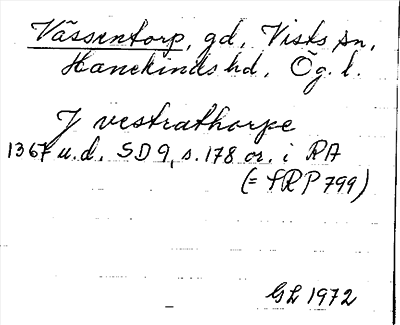 Vässentorp, gd, Vists sn,
Hanekinds hd, Ög. l.
J vestrathorpe
1367 u.d. SD 9, s. 178 or. i RA
(= SRP 799)
GL 1972